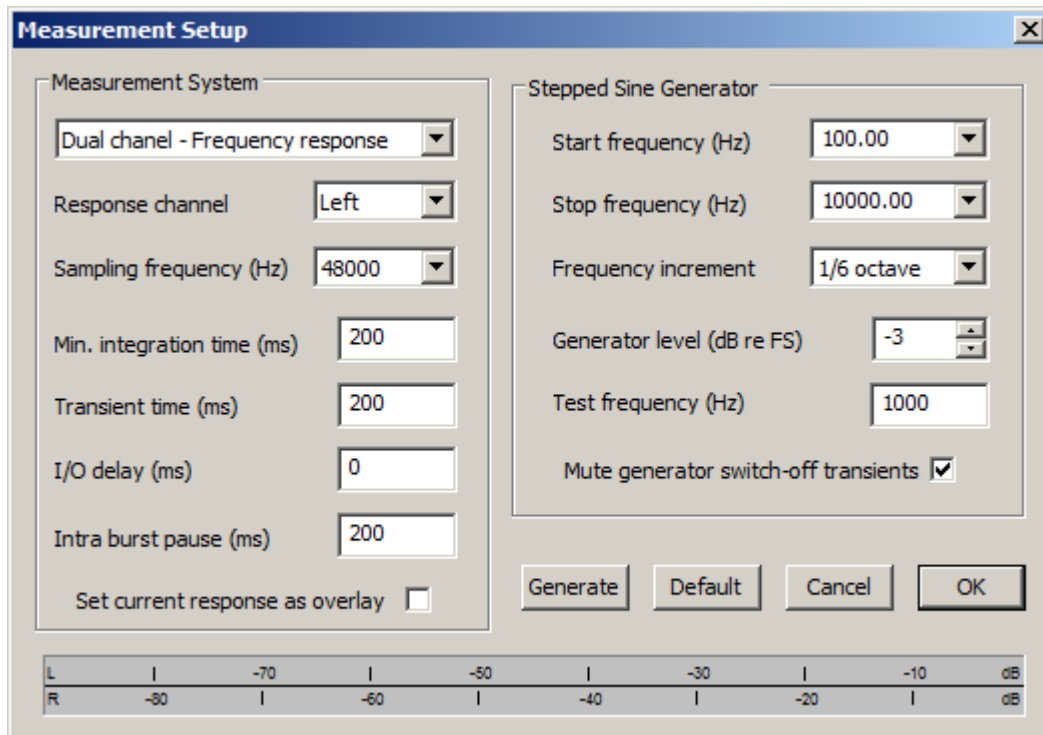 Measurement Setup
Measurement System
Dual chanel - Frequency response
Response channel Left
Sampling frequency (Hz) 48000
Min. integration time (ms) 200
Transient time (ms) 200
I/O delay (ms) 0
Intra burst pause (ms) 200
Set current response as overlay
Stepped Sine Generator
Start frequency (Hz) 100.00
Stop frequency (Hz) 10000.00
Frequency increment 1/6 octave
Generator level (dB re FS) -3
Test frequency (Hz) 1000
Mute generator switch-off transients
Generate Default Cancel OK
L -70 -50 -30 -10 dB
R -80 -60 -40 -20 dB